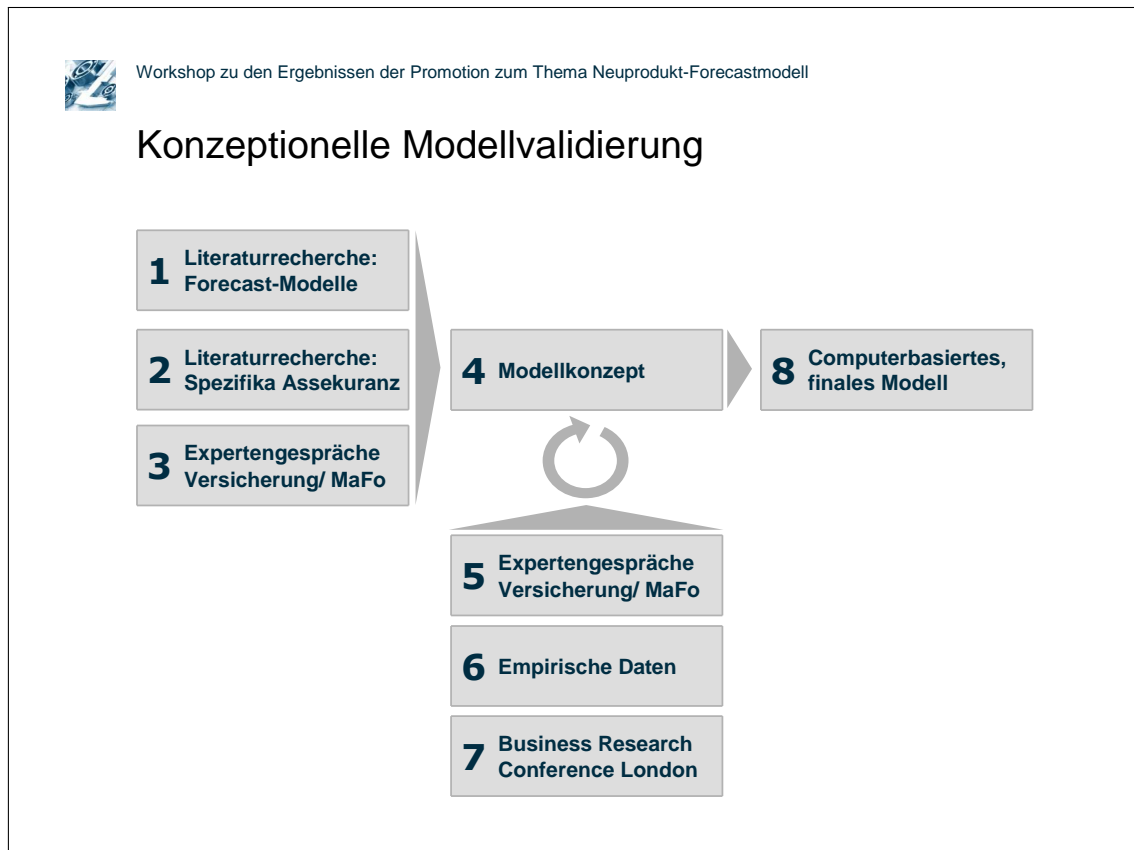 Workshop zu den Ergebnissen der Promotion zum Thema Neuprodukt-Forecastmodell
Konzeptionelle Modellvalidierung
1 Literaturrecherche:
Forecast-Modelle
2 Literaturrecherche:
Spezifika Assekuranz
3 Expertengespräche
Versicherung/ MaFo
4 Modellkonzept
5 Expertengespräche
Versicherung/ MaFo
6 Empirische Daten
7 Business Research
Conference London
8 Computerbasiertes,
finales Modell